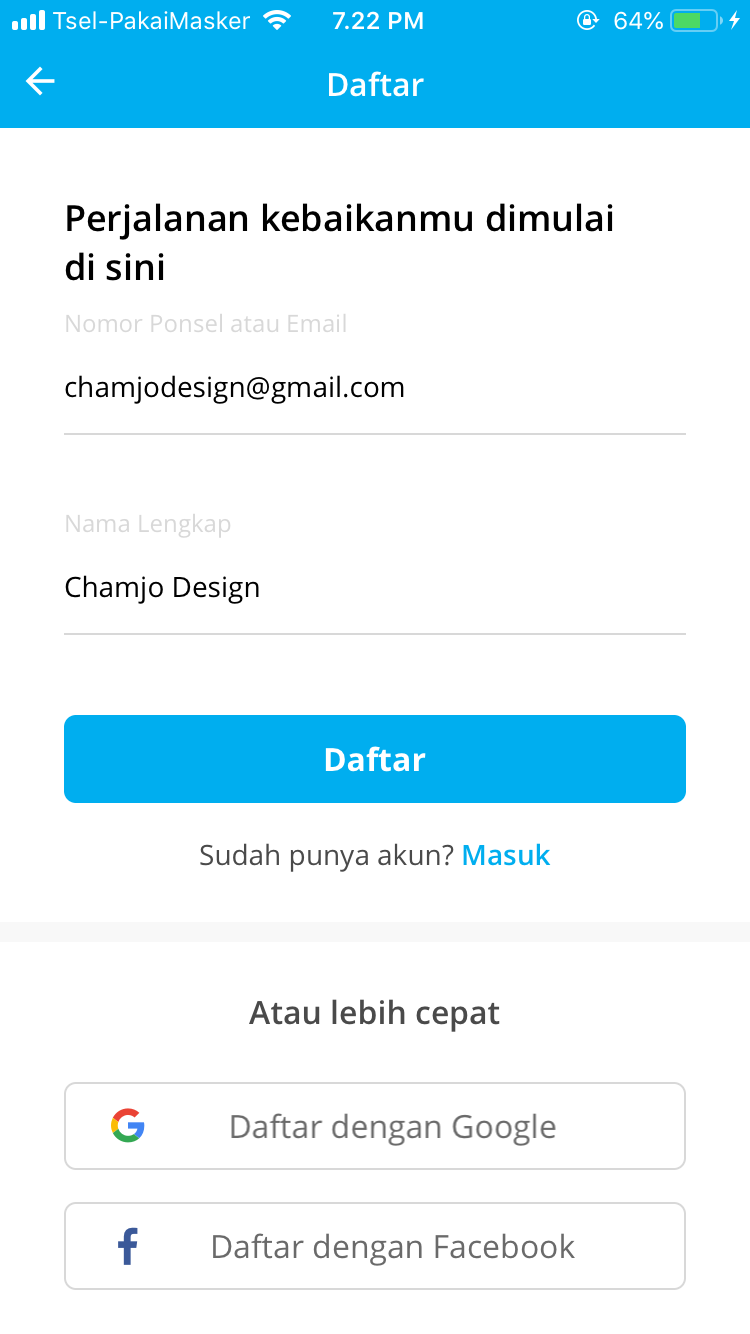 Tsel-PakaiMasker 7.22 PM 64%
Daftar
Perjalanan kebaikanmu dimulai
di sini
Nomor Ponsel atau Email
chamjodesign@gmail.com
Nama Lengkap
Chamjo Design
Daftar
Sudah punya akun? Masuk
Atau lebih cepat
Daftar dengan Google
Daftar dengan Facebook